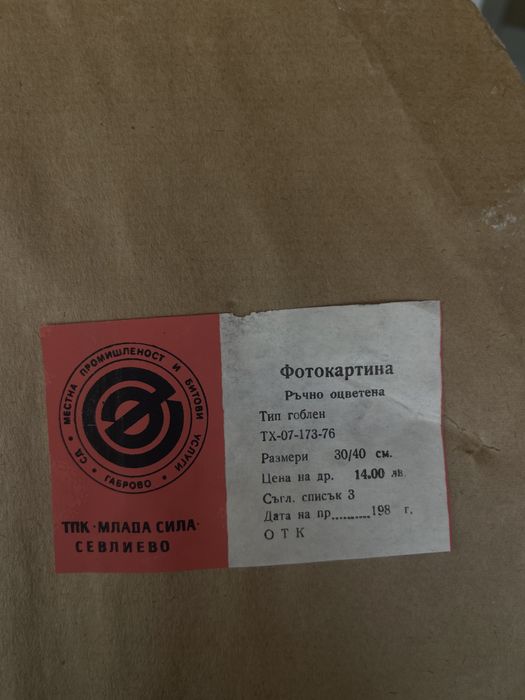 СД · МЕСТНА ПРОМИШЛЕНОСТ И БИТОВИ УСЛУГИ ·
ГАБРОВО
ТПК · МЛАДА СИЛА ·
СЕВЛИЕВО
Фотокартина
Ръчно оцветена
Тип гоблен
ТХ-07-173-76
Размери 30/40 см.
Цена на др. 14.00 лв
Съгл. списък 3
Дата на пр..........198 г.
О Т К